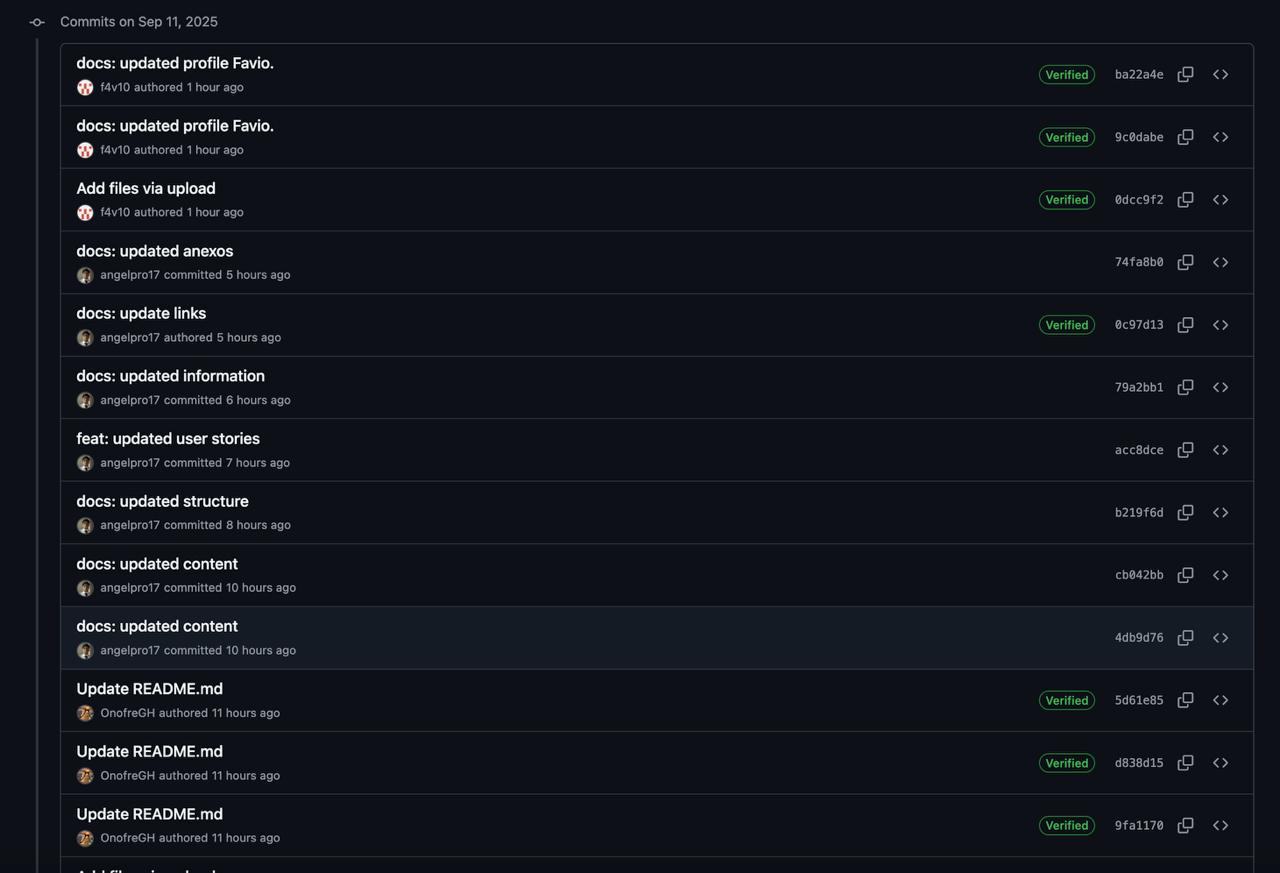 Commits on Sep 11, 2025
docs: updated profile Favio.
f4v10 authored 1 hour ago
Verified
ba22a4e
docs: updated profile Favio.
f4v10 authored 1 hour ago
Verified
9c0dabe
Add files via upload
f4v10 authored 1 hour ago
Verified
0dcc9f2
docs: updated anexos
angelpro17 committed 5 hours ago
74fa8b0
docs: update links
angelpro17 authored 5 hours ago
Verified
0c97d13
docs: updated information
angelpro17 committed 6 hours ago
79a2bb1
feat: updated user stories
angelpro17 committed 7 hours ago
acc8dce
docs: updated structure
angelpro17 committed 8 hours ago
b219f6d
docs: updated content
angelpro17 committed 10 hours ago
cb042bb
docs: updated content
angelpro17 committed 10 hours ago
4db9d76
Update README.md
OnofreGH authored 11 hours ago
Verified
5d61e85
Update README.md
OnofreGH authored 11 hours ago
Verified
d838d15
Update README.md
OnofreGH authored 11 hours ago
Verified
9fa1170